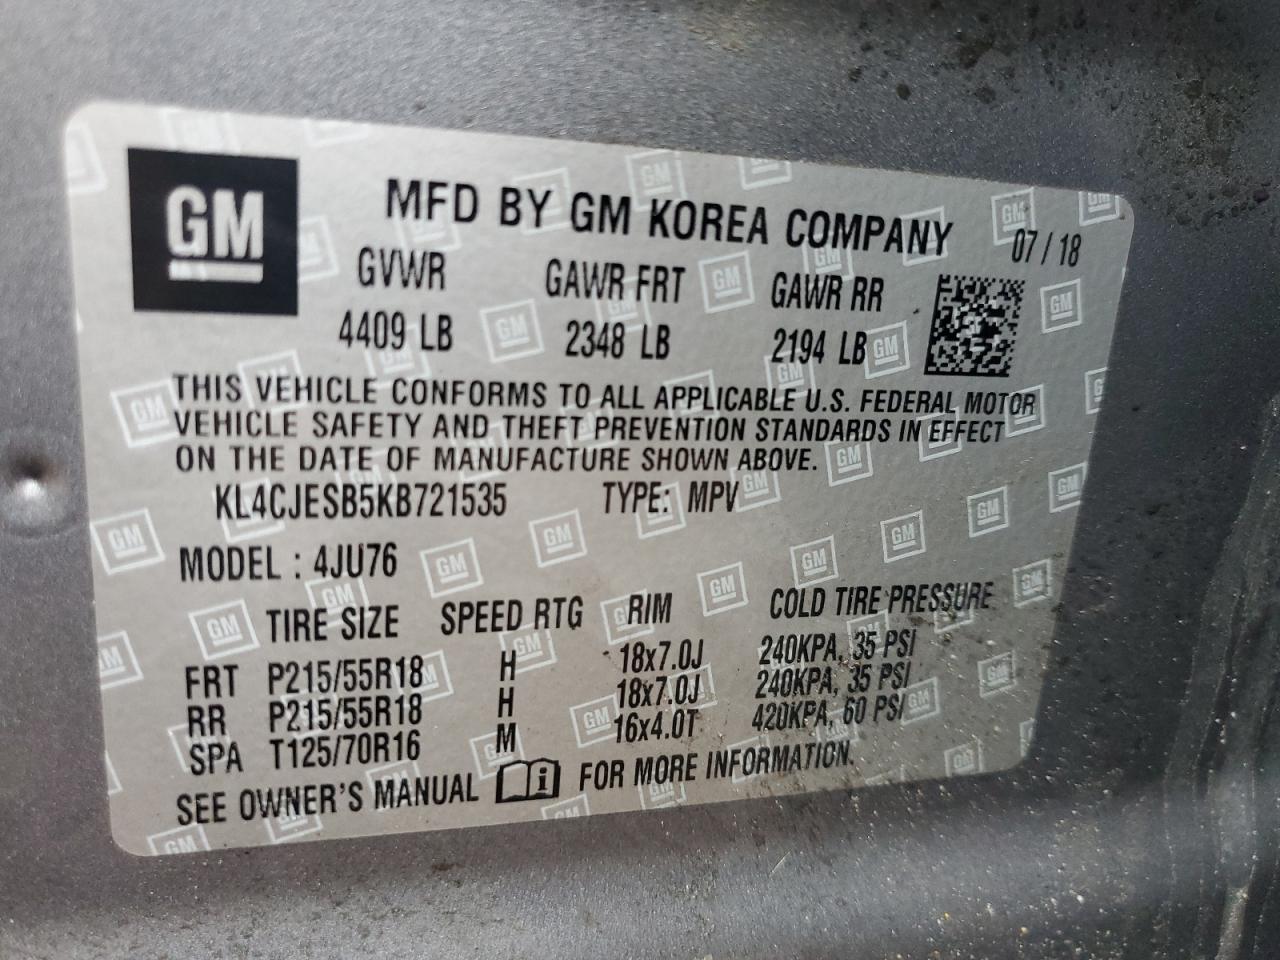 GM
MFD BY GM KOREA COMPANY
07/18
GVWR GAWR FRT GAWR RR
4409 LB 2348 LB 2194 LB
THIS VEHICLE CONFORMS TO ALL APPLICABLE U.S. FEDERAL MOTOR
VEHICLE SAFETY AND THEFT PREVENTION STANDARDS IN EFFECT
ON THE DATE OF MANUFACTURE SHOWN ABOVE.
KL4CJESB5KB721535 TYPE: MPV
MODEL : 4JU76
TIRE SIZE SPEED RTG RIM COLD TIRE PRESSURE
FRT P215/55R18 H 18x7.0J 240KPA, 35 PSI
RR P215/55R18 H 18x7.0J 240KPA, 35 PSI
SPA T125/70R16 M 16x4.0T 420KPA, 60 PSI
SEE OWNER'S MANUAL i FOR MORE INFORMATION.